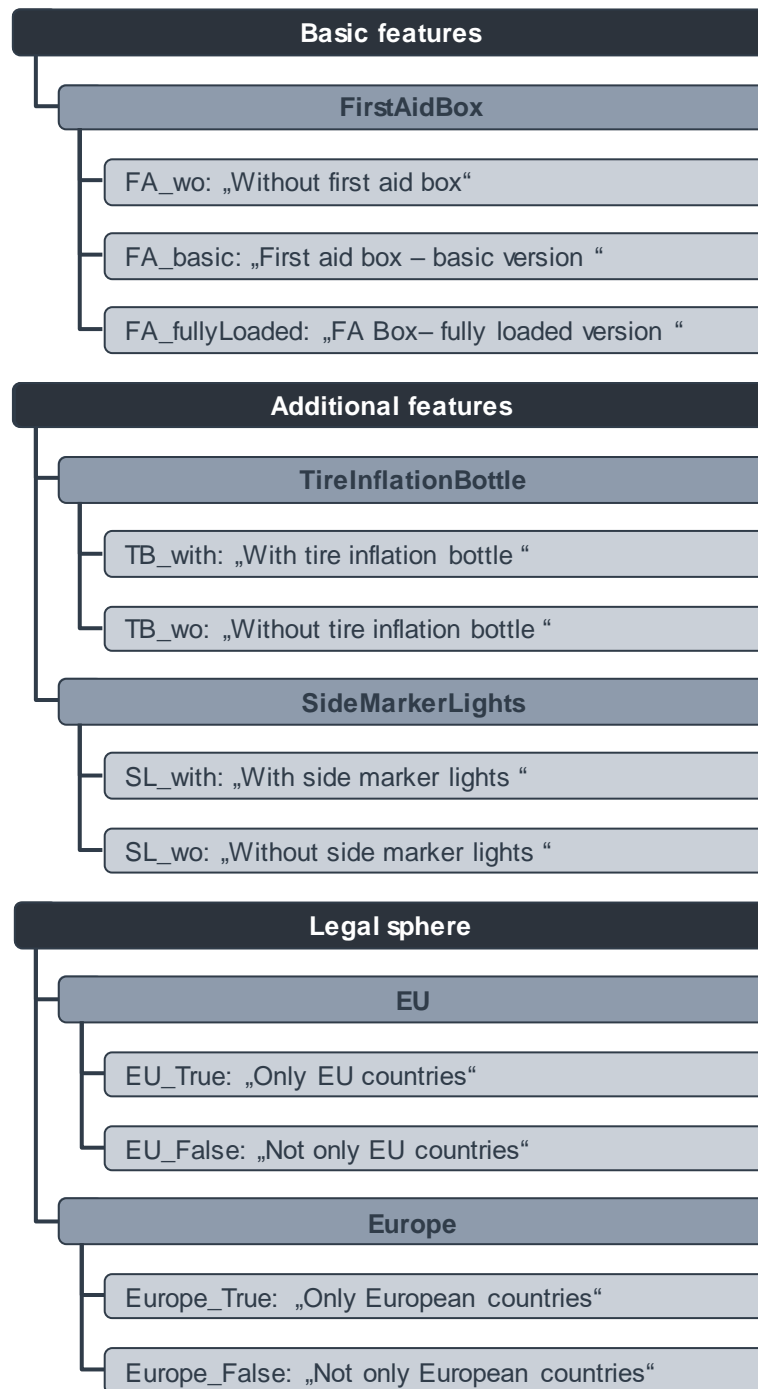 Basic features
FirstAidBox
FA_wo: „Without first aid box“
FA_basic: „First aid box – basic version “
FA_fullyLoaded: „FA Box– fully loaded version “
Additional features
TireInflationBottle
TB_with: „With tire inflation bottle “
TB_wo: „Without tire inflation bottle “
SideMarkerLights
SL_with: „With side marker lights “
SL_wo: „Without side marker lights “
Legal sphere
EU
EU_True: „Only EU countries“
EU_False: „Not only EU countries“
Europe
Europe_True: „Only European countries“
Europe_False: „Not only European countries“